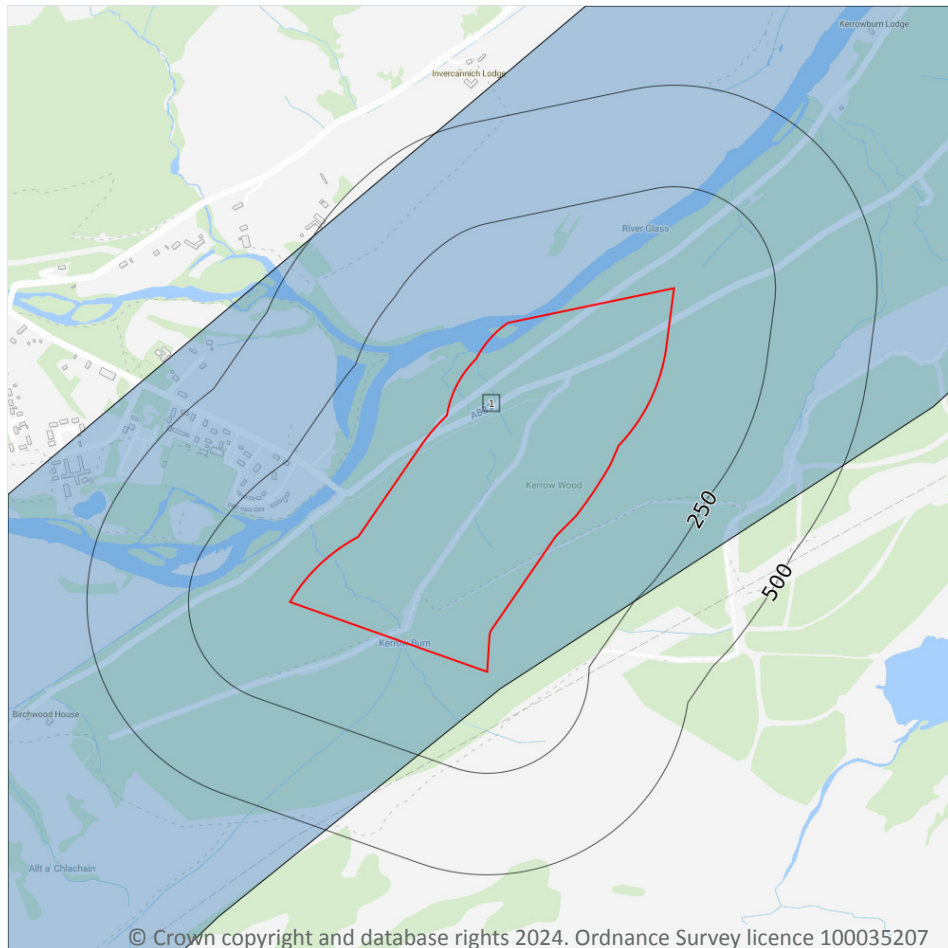 Kerrowburn Lodge
Invercannich Lodge
River Glass
1
Kerrow Wood
250
500
Kerrow Burn
Birchwood House
Allt a' Chlachain
© Crown copyright and database rights 2024. Ordnance Survey licence 100035207